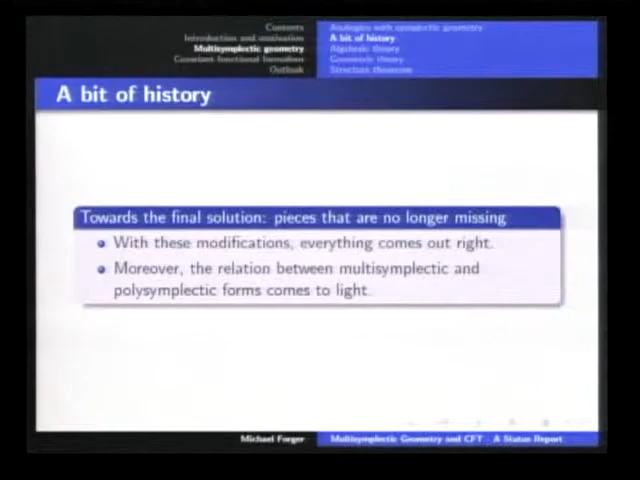 Contents
Introduction and motivation
Multisymplectic geometry
Covariant functional formalism
Outlook
Analogies with symplectic geometry
A bit of history
Algebraic theory
Geometric theory
Structure theorems
A bit of history
Towards the final solution: pieces that are no longer missing
With these modifications, everything comes out right.
Moreover, the relation between multisymplectic and
polysymplectic forms comes to light.
Michael Forger
Multisymplectic Geometry and CFT - A Status Report